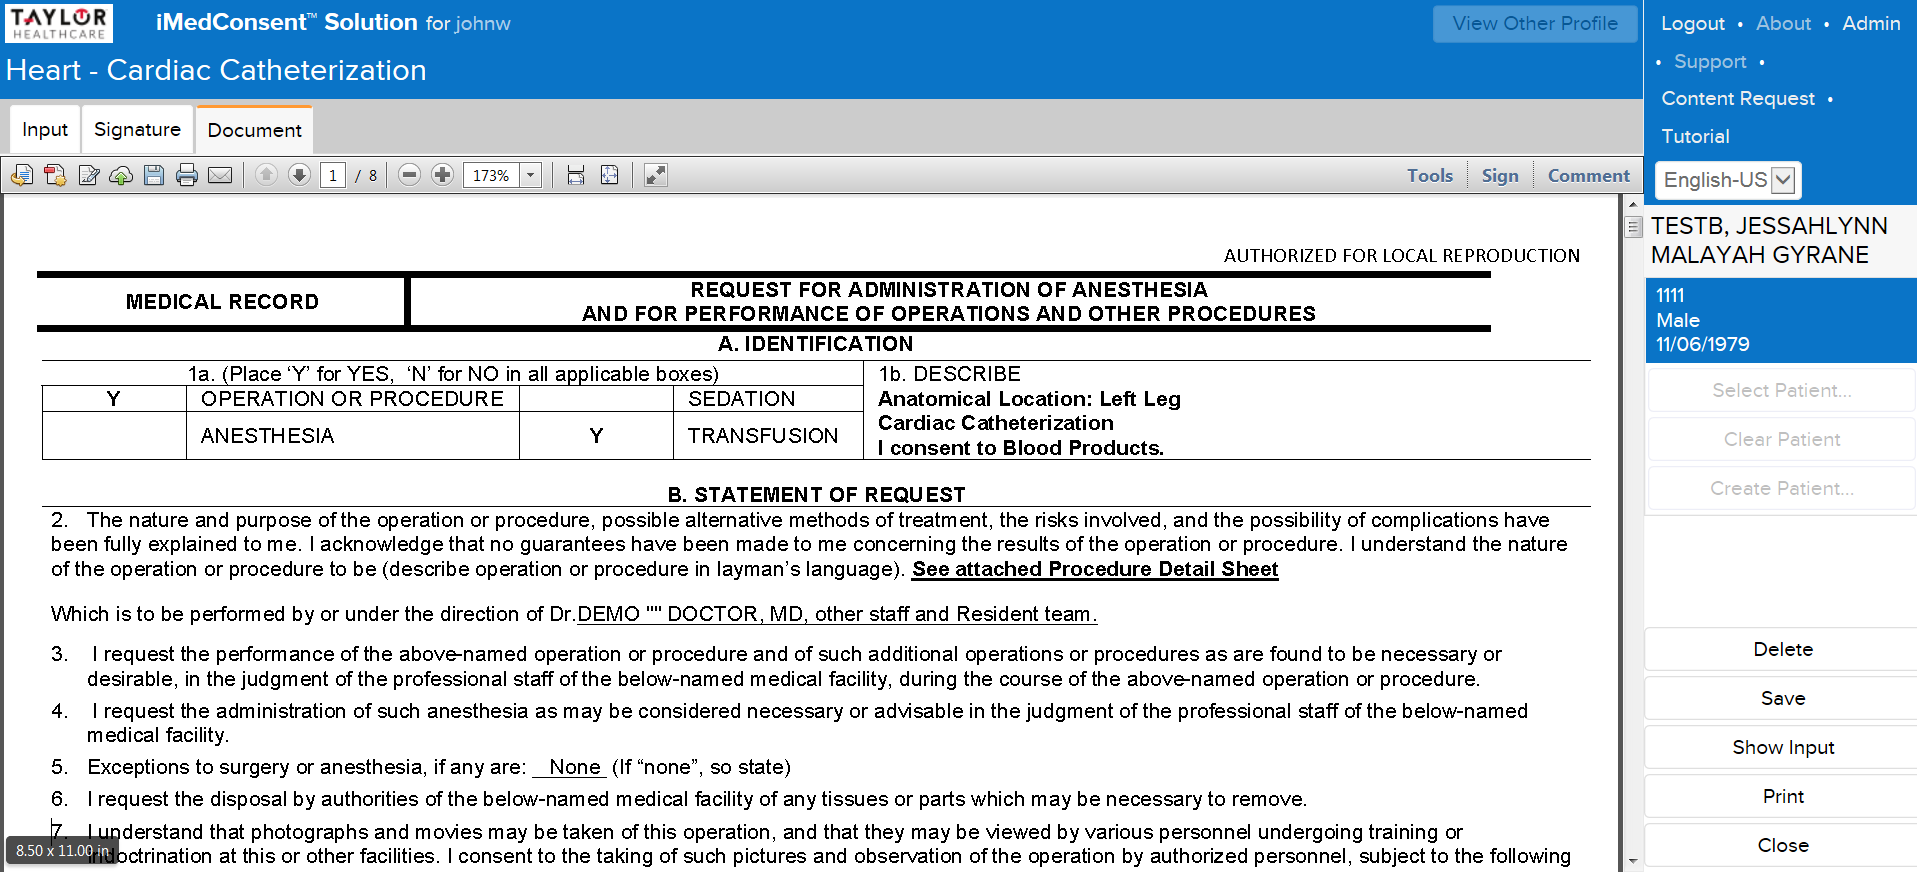 TAYLOR
HEALTHCARE
iMedConsent™ Solution for johnw
View Other Profile
Logout • About • Admin
• Support •
Content Request •
Tutorial
English-US
Heart - Cardiac Catheterization
Input
Signature
Document
1 / 8
173%
Tools
Sign
Comment
AUTHORIZED FOR LOCAL REPRODUCTION
MEDICAL RECORD
REQUEST FOR ADMINISTRATION OF ANESTHESIA
AND FOR PERFORMANCE OF OPERATIONS AND OTHER PROCEDURES
A. IDENTIFICATION
1a. (Place ‘Y’ for YES, ‘N’ for NO in all applicable boxes)
Y OPERATION OR PROCEDURE SEDATION
ANESTHESIA Y TRANSFUSION
1b. DESCRIBE
Anatomical Location: Left Leg
Cardiac Catheterization
I consent to Blood Products.
B. STATEMENT OF REQUEST
2. The nature and purpose of the operation or procedure, possible alternative methods of treatment, the risks involved, and the possibility of complications have
been fully explained to me. I acknowledge that no guarantees have been made to me concerning the results of the operation or procedure. I understand the nature
of the operation or procedure to be (describe operation or procedure in layman’s language). See attached Procedure Detail Sheet
Which is to be performed by or under the direction of Dr.DEMO "" DOCTOR, MD, other staff and Resident team.
3. I request the performance of the above-named operation or procedure and of such additional operations or procedures as are found to be necessary or
desirable, in the judgment of the professional staff of the below-named medical facility, during the course of the above-named operation or procedure.
4. I request the administration of such anesthesia as may be considered necessary or advisable in the judgment of the professional staff of the below-named
medical facility.
5. Exceptions to surgery or anesthesia, if any are: None (If “none”, so state)
6. I request the disposal by authorities of the below-named medical facility of any tissues or parts which may be necessary to remove.
7. I understand that photographs and movies may be taken of this operation, and that they may be viewed by various personnel undergoing training or
indoctrination at this or other facilities. I consent to the taking of such pictures and observation of the operation by authorized personnel, subject to the following
8.50 x 11.00 in
TESTB, JESSAHLYNN
MALAYAH GYRANE
1111
Male
11/06/1979
Select Patient...
Clear Patient
Create Patient...
Delete
Save
Show Input
Print
Close